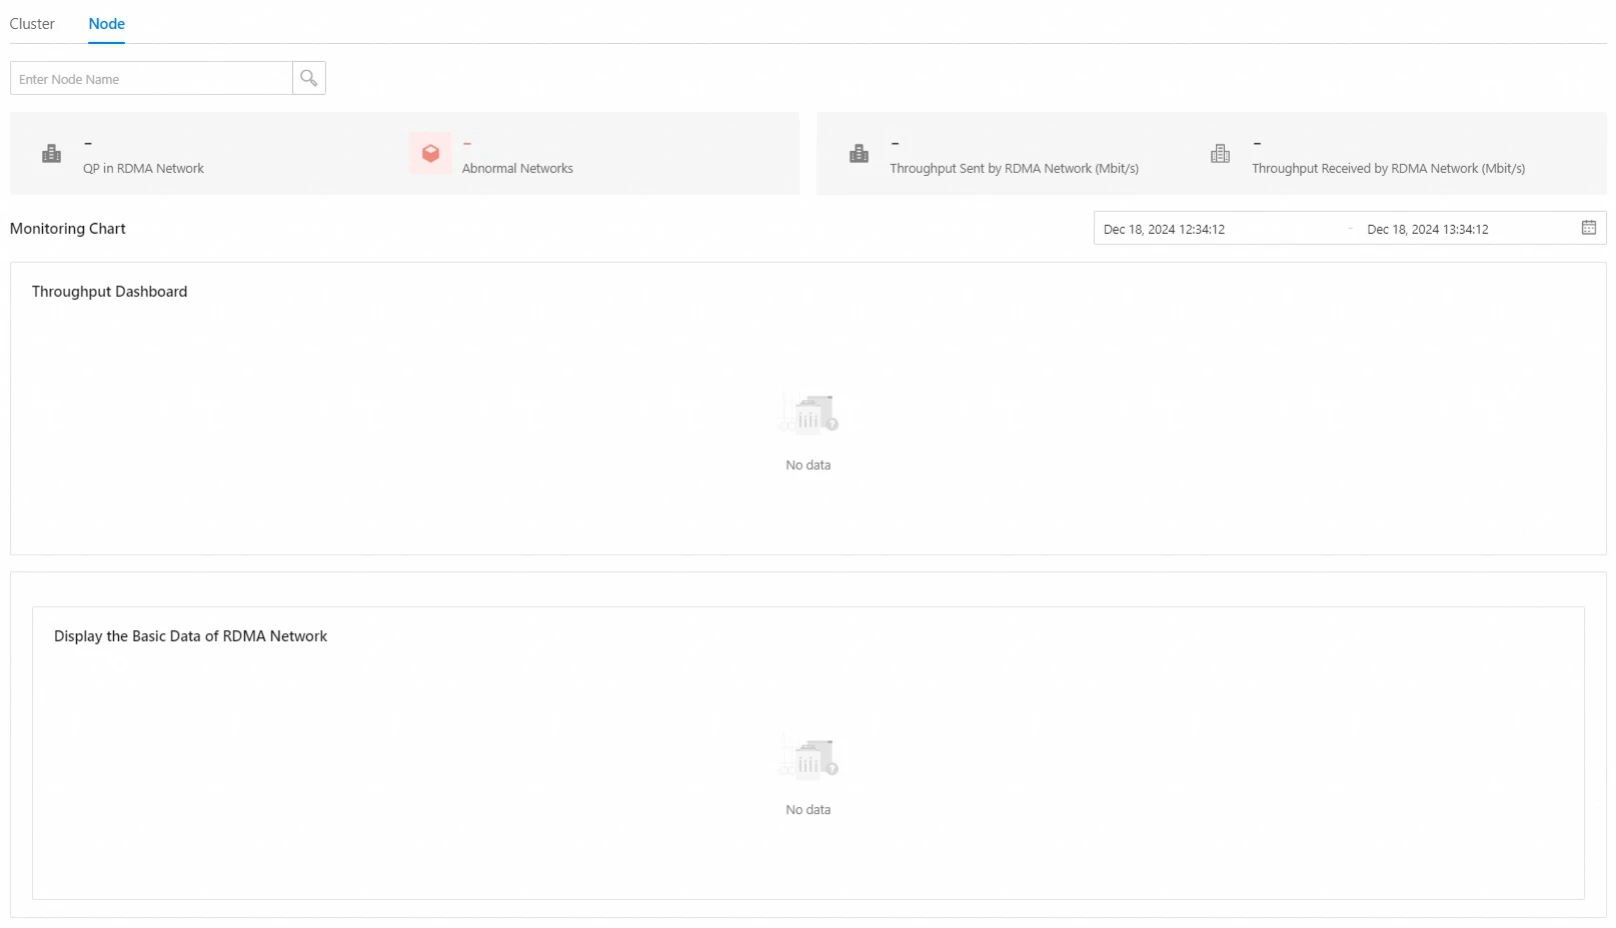 Cluster
Node
Enter Node Name
–
QP in RDMA Network
–
Abnormal Networks
–
Throughput Sent by RDMA Network (Mbit/s)
–
Throughput Received by RDMA Network (Mbit/s)
Monitoring Chart
Dec 18, 2024 12:34:12 - Dec 18, 2024 13:34:12
Throughput Dashboard
No data
Display the Basic Data of RDMA Network
No data